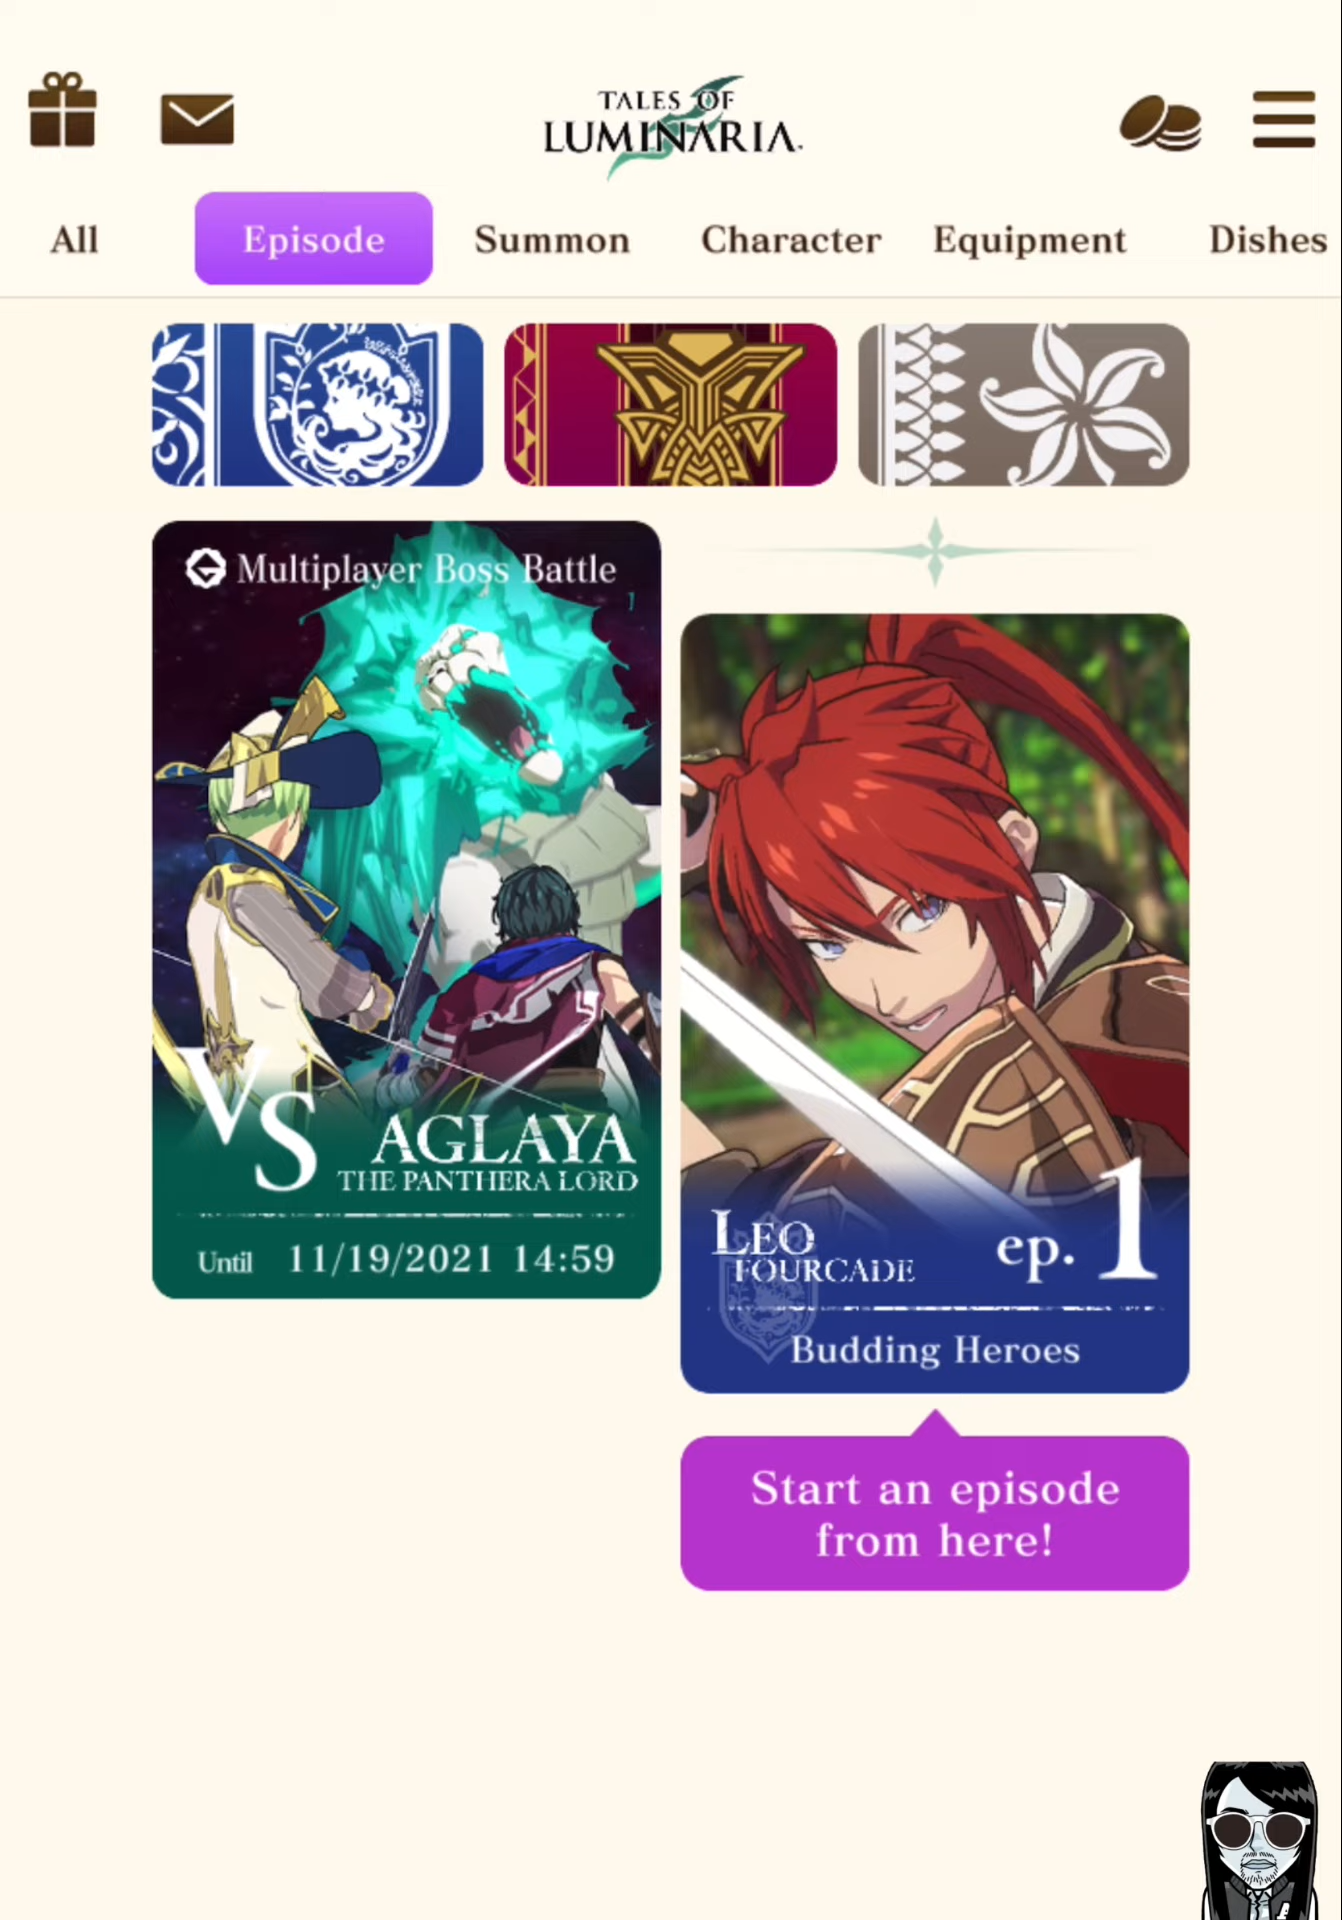 TALES OF
LUMINARIA
All
Episode
Summon
Character
Equipment
Dishes
Multiplayer Boss Battle
VS
AGLAYA
THE PANTHERA LORD
Until 11/19/2021 14:59
LEO
FOURCADE
ep. 1
Budding Heroes
Start an episode
from here!